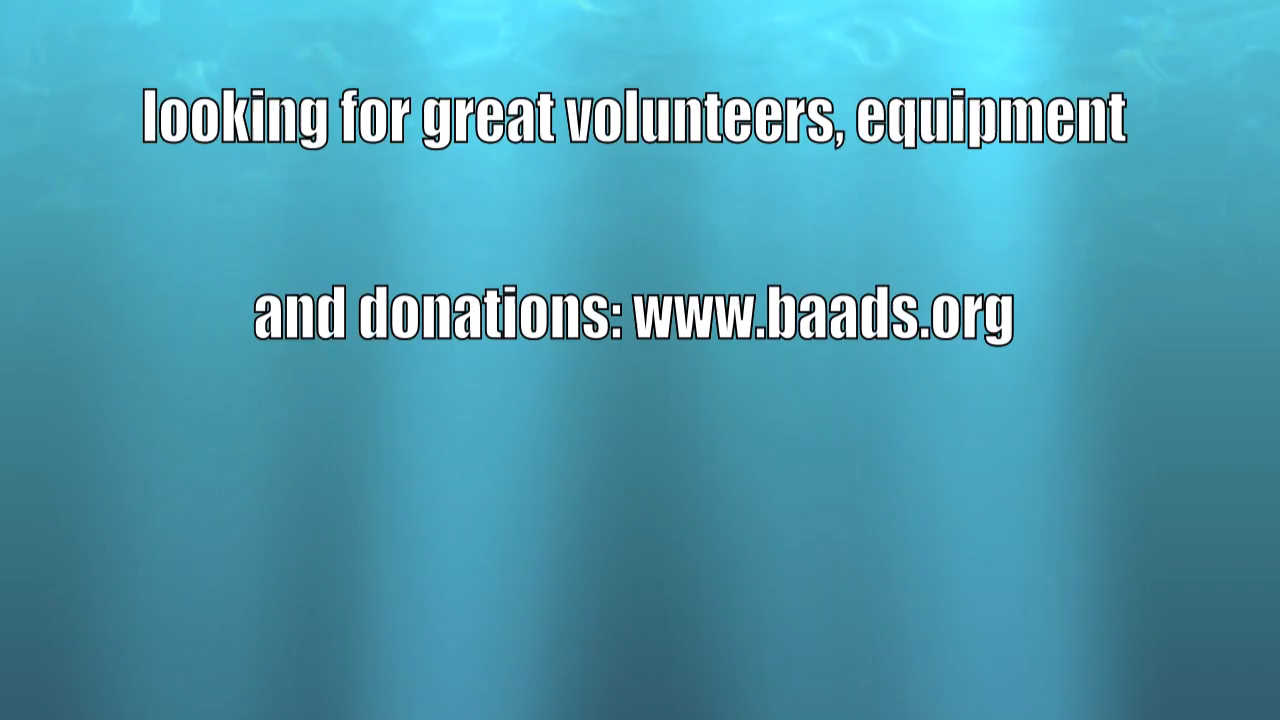 looking for great volunteers, equipment
and donations: www.baads.org